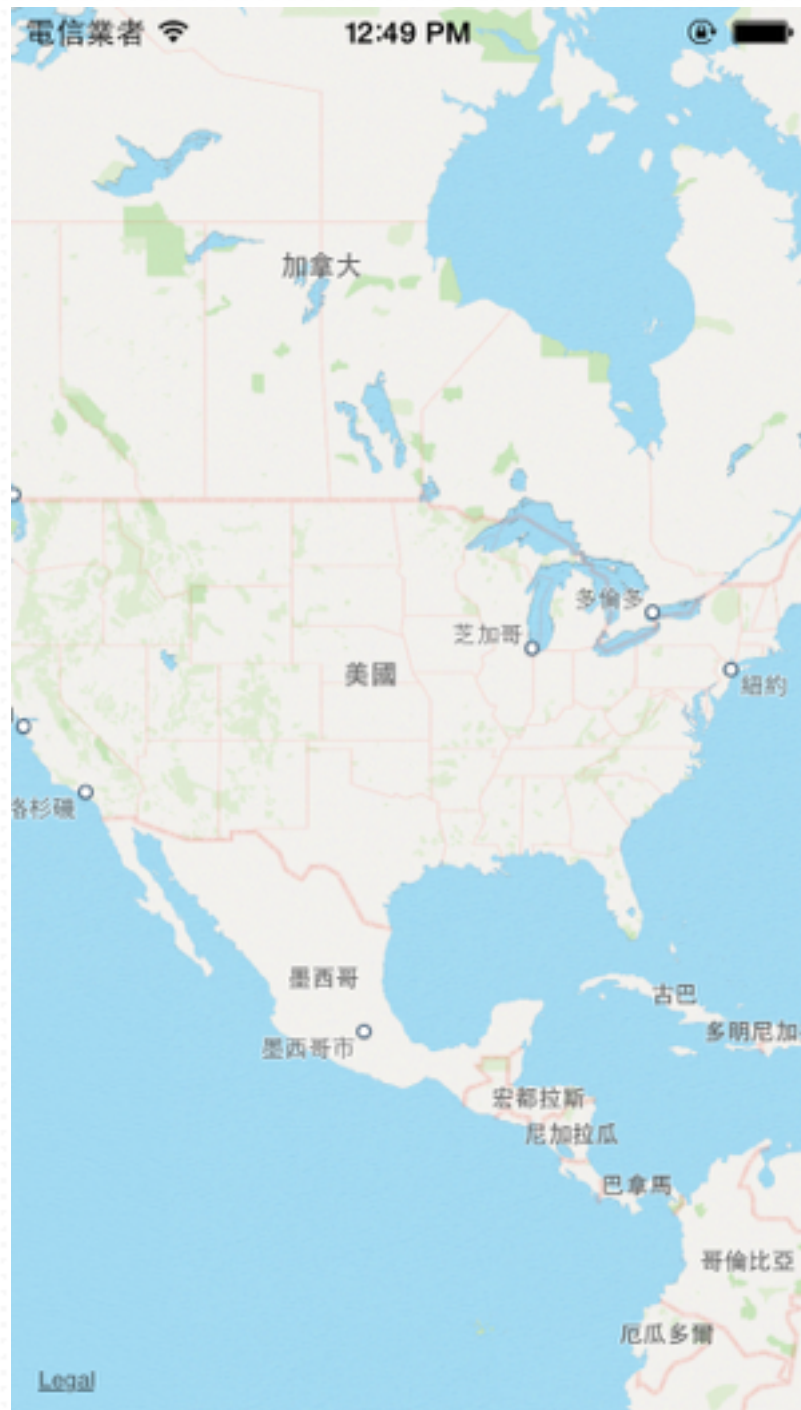 電信業者 12:49 PM
加拿大
多倫多
芝加哥
美國
紐約
洛杉磯
墨西哥
古巴
多明尼加
墨西哥市
宏都拉斯
尼加拉瓜
巴拿馬
哥倫比亞
厄瓜多爾
Legal